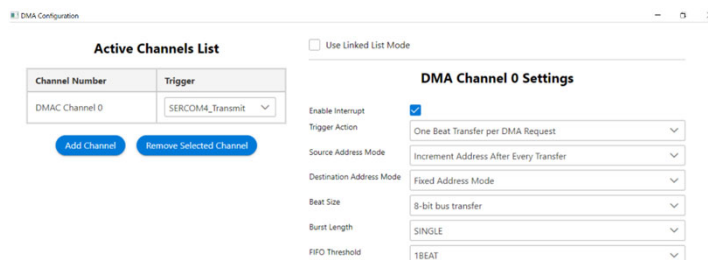 DMA Configuration
Active Channels List
Channel Number Trigger
DMAC Channel 0 SERCOM4_Transmit
Add Channel Remove Selected Channel
Use Linked List Mode
DMA Channel 0 Settings
Enable Interrupt
Trigger Action One Beat Transfer per DMA Request
Source Address Mode Increment Address After Every Transfer
Destination Address Mode Fixed Address Mode
Beat Size 8-bit bus transfer
Burst Length SINGLE
FIFO Threshold 1BEAT